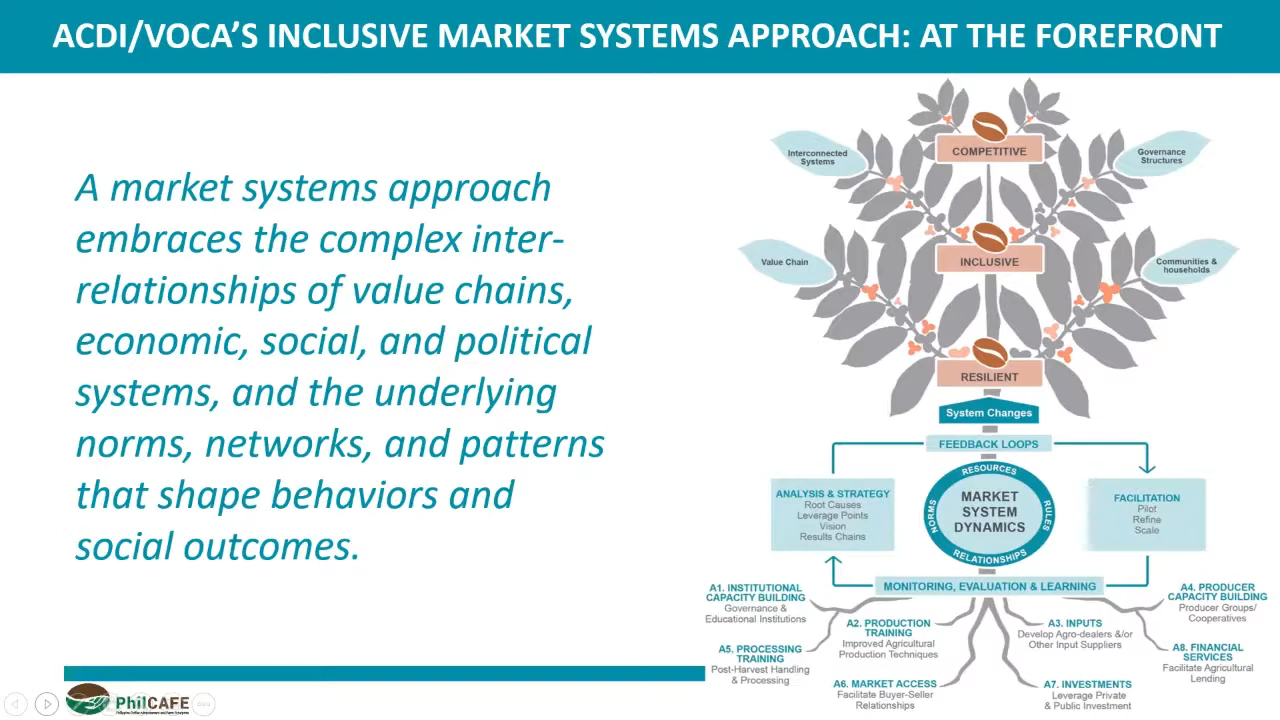 ACDI/VOCA'S INCLUSIVE MARKET SYSTEMS APPROACH: AT THE FOREFRONT
A market systems approach
embraces the complex inter-
relationships of value chains,
economic, social, and political
systems, and the underlying
norms, networks, and patterns
that shape behaviors and
social outcomes.
COMPETITIVE
Interconnected
Systems
Governance
Structures
INCLUSIVE
Value Chain
Communities &
households
RESILIENT
System Changes
FEEDBACK LOOPS
ANALYSIS & STRATEGY
Root Causes
Leverage Points
Vision
Results Chains
RESOURCES
NORMS
MARKET
SYSTEM
DYNAMICS
RULES
RELATIONSHIPS
FACILITATION
Pilot
Refine
Scale
MONITORING, EVALUATION & LEARNING
A1. INSTITUTIONAL
CAPACITY BUILDING
Governance &
Educational Institutions
A2. PRODUCTION
TRAINING
Improved Agricultural
Production Techniques
A3. INPUTS
Develop Agro-dealers &/or
Other Input Suppliers
A4. PRODUCER
CAPACITY BUILDING
Producer Groups/
Cooperatives
A5. PROCESSING
TRAINING
Post-Harvest Handling
& Processing
A6. MARKET ACCESS
Facilitate Buyer-Seller
Relationships
A7. INVESTMENTS
Leverage Private
& Public Investment
A8. FINANCIAL
SERVICES
Facilitate Agricultural
Lending
PhilCAFE